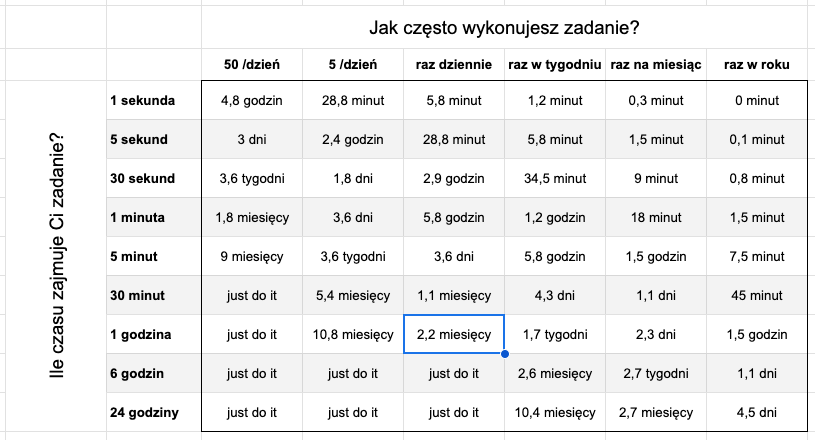 Jak często wykonujesz zadanie?
50 /dzień 5 /dzień raz dziennie raz w tygodniu raz na miesiąc raz w roku
Ile czasu zajmuje Ci zadanie?
1 sekunda 4,8 godzin 28,8 minut 5,8 minut 1,2 minut 0,3 minut 0 minut
5 sekund 3 dni 2,4 godzin 28,8 minut 5,8 minut 1,5 minut 0,1 minut
30 sekund 3,6 tygodni 1,8 dni 2,9 godzin 34,5 minut 9 minut 0,8 minut
1 minuta 1,8 miesięcy 3,6 dni 5,8 godzin 1,2 godzin 18 minut 1,5 minut
5 minut 9 miesięcy 3,6 tygodni 3,6 dni 5,8 godzin 1,5 godzin 7,5 minut
30 minut just do it 5,4 miesięcy 1,1 miesięcy 4,3 dni 1,1 dni 45 minut
1 godzina just do it 10,8 miesięcy 2,2 miesięcy 1,7 tygodni 2,3 dni 1,5 godzin
6 godzin just do it just do it just do it 2,6 miesięcy 2,7 tygodni 1,1 dni
24 godziny just do it just do it just do it 10,4 miesięcy 2,7 miesięcy 4,5 dni